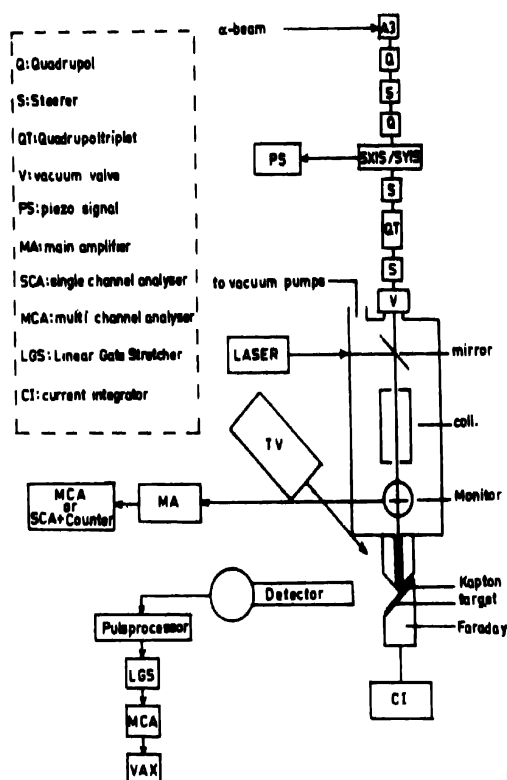 α-beam
A3
Q:Quadrupol
S:Steerer
QT:Quadrupoltriplet
V:vacuum valve
PS:piezo signal
MA:main amplifier
SCA:single channel analyser
MCA:multi channel analyser
LGS:Linear Gate Stretcher
CI:current integrator
Q
S
Q
PS
SXIS/SYIS
S
QT
S
to vacuum pumps
V
LASER
mirror
TV
coll.
MCA
or
SCA+Counter
MA
Monitor
Detector
Kapton
target
Faraday
Pulsprocessor
LGS
CI
MCA
VAX